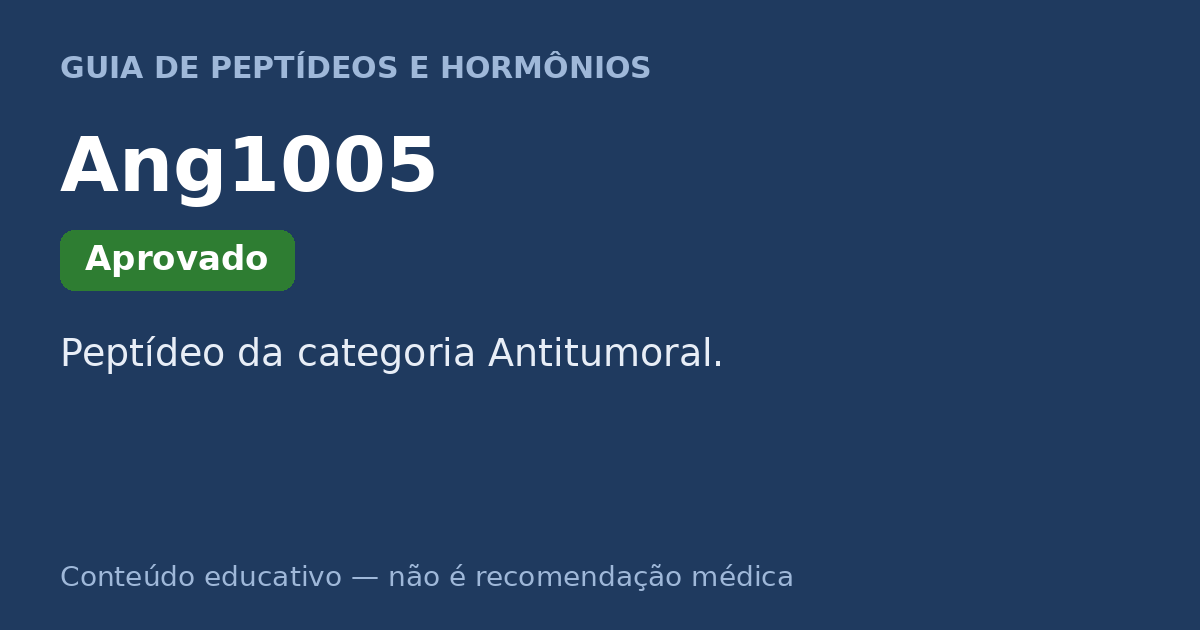 GUIA DE PEPTÍDEOS E HORMÔNIOS
Ang1005
Aprovado
Peptídeo da categoria Antitumoral.
Conteúdo educativo — não é recomendação médica